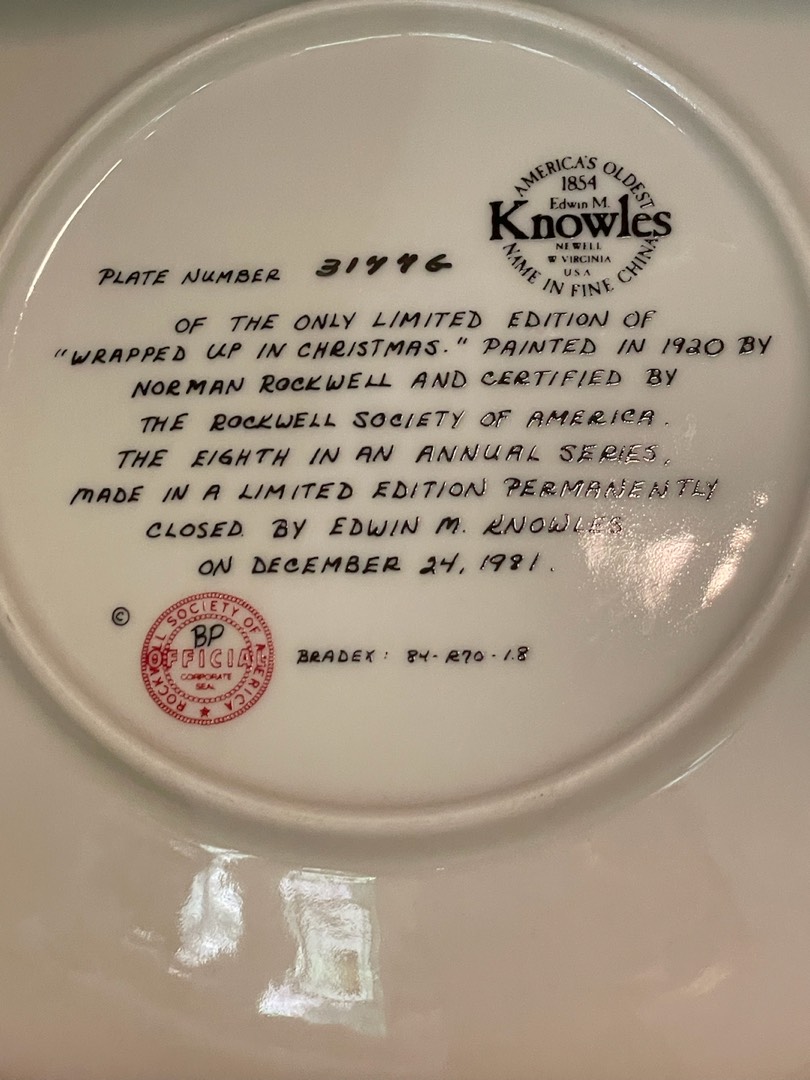 AMERICA'S OLDEST
1854
Edwin M.
Knowles
NEWELL
W VIRGINIA
USA
NAME IN FINE CHINA
PLATE NUMBER
OF THE ONLY LIMITED EDITION OF
"WRAPPED UP IN CHRISTMAS." PAINTED IN 1920 BY
NORMAN ROCKWELL AND CERTIFIED BY
THE ROCKWELL SOCIETY OF AMERICA.
THE EIGHTH IN AN ANNUAL SERIES,
MADE IN A LIMITED EDITION PERMANENTLY
CLOSED BY EDWIN M. KNOWLES
ON DECEMBER 24, 1981.
©
ROCKWELL SOCIETY OF AMERICA
BP
OFFICIAL
CORPORATE
SEAL
BRADEX: 84-R70-1.8